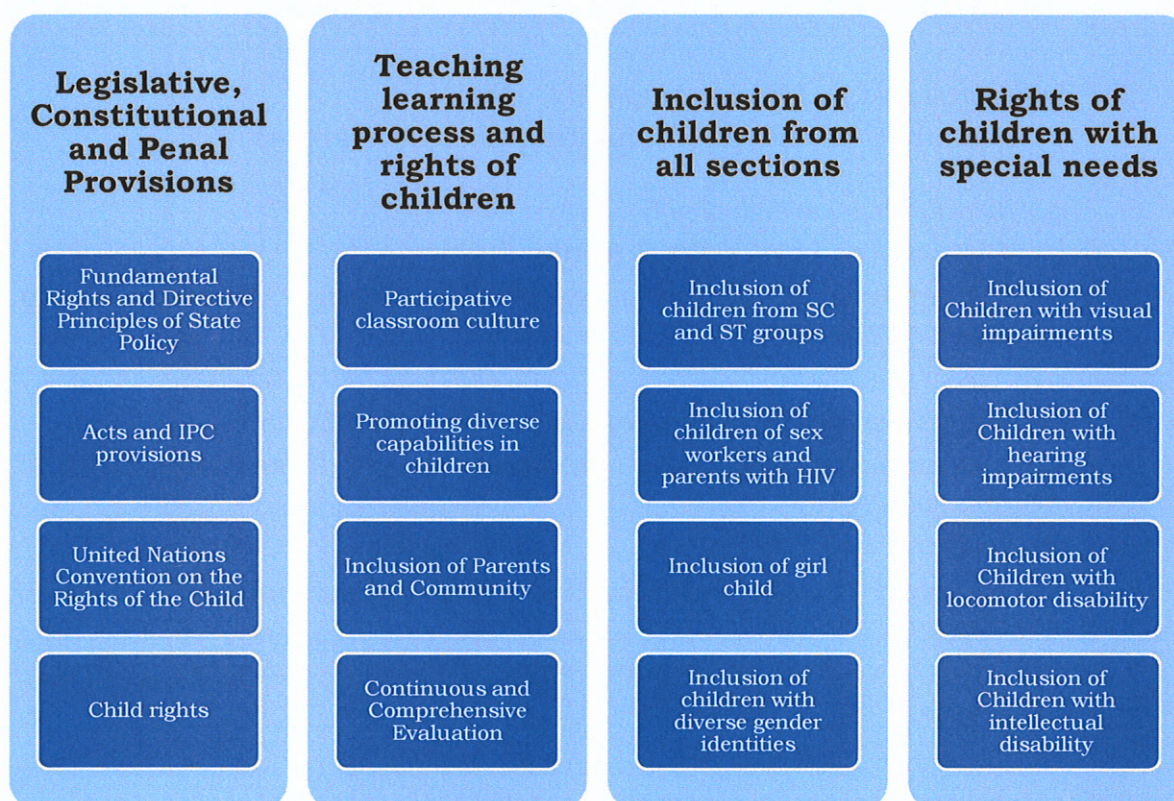 Legislative,
Constitutional
and Penal
Provisions
Fundamental
Rights and Directive
Principles of State
Policy
Acts and IPC
provisions
United Nations
Convention on the
Rights of the Child
Child rights
Teaching
learning
process and
rights of
children
Participative
classroom culture
Promoting diverse
capabilities in
children
Inclusion of Parents
and Community
Continuous and
Comprehensive
Evaluation
Inclusion of
children from
all sections
Inclusion of
children from SC
and ST groups
Inclusion of
children of sex
workers and
parents with HIV
Inclusion of girl
child
Inclusion of
children with
diverse gender
identities
Rights of
children with
special needs
Inclusion of
Children with visual
impairments
Inclusion of
Children with
hearing
impairments
Inclusion of
Children with
locomotor disability
Inclusion of
Children with
intellectual
disability